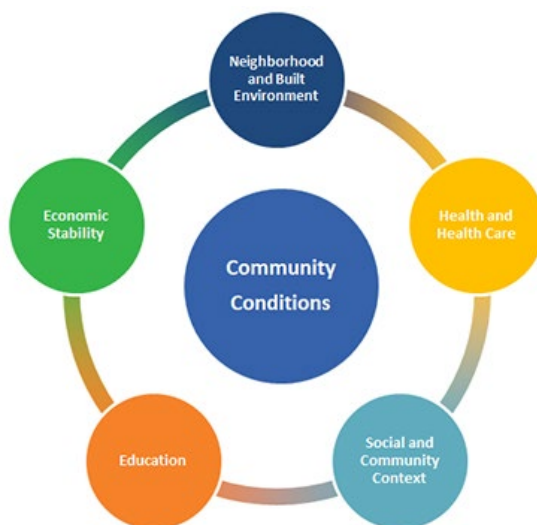 Neighborhood
and Built
Environment
Economic
Stability
Health and
Health Care
Community
Conditions
Education
Social and
Community
Context